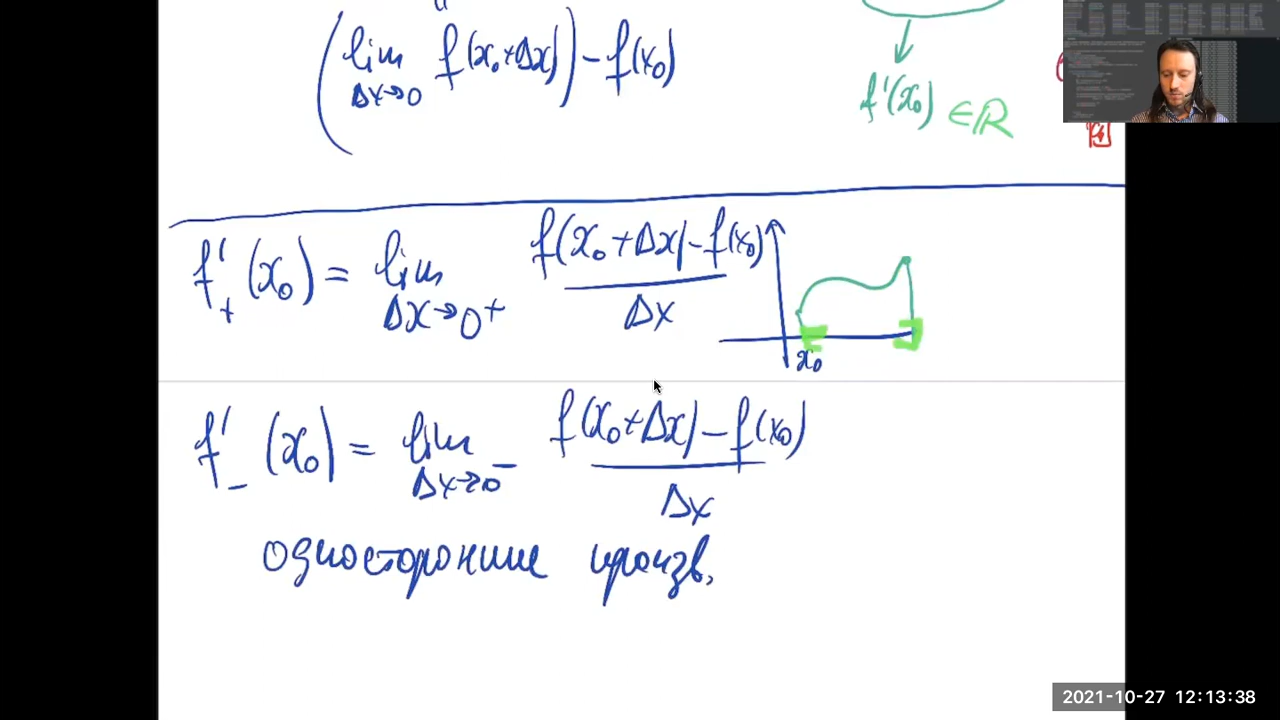 (lim f(x₀+Δx)) − f(x₀)
Δx→0
f'(x₀) ∈ ℝ
f'₊(x₀) = lim f(x₀+Δx) − f(x₀)
Δx→0⁺ Δx
x₀
f'₋(x₀) = lim f(x₀+Δx) − f(x₀)
Δx→0⁻ Δx
односторонние произв.
2021-10-27 12:13:38